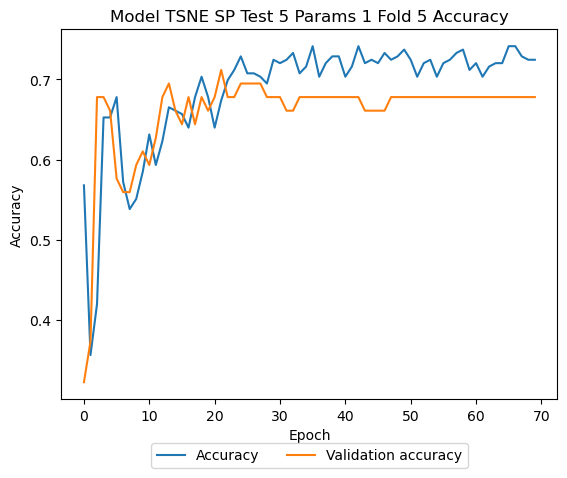 Model TSNE SP Test 5 Params 1 Fold 5 Accuracy
Accuracy
0.7
0.6
0.5
0.4
0 10 20 30 40 50 60 70
Epoch
Accuracy Validation accuracy